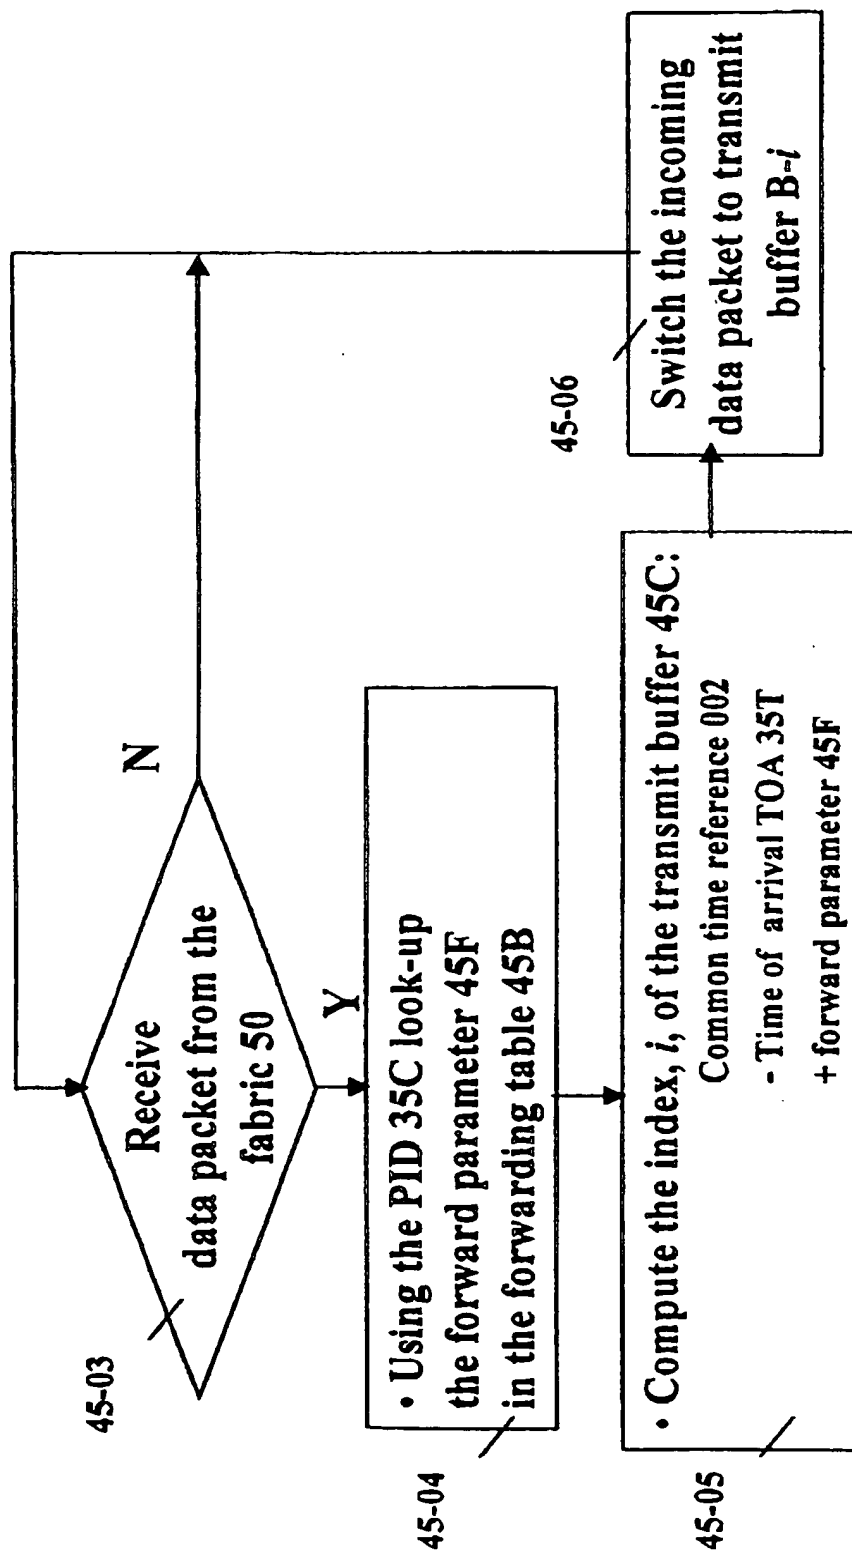 45-03
Receive
data packet from the
fabric 50
N
Y
45-04
• Using the PID 35C look-up
the forward parameter 45F
in the forwarding table 45B
45-05
• Compute the index, i, of the transmit buffer 45C:
Common time reference 002
- Time of arrival TOA 35T
+ forward parameter 45F
45-06
Switch the incoming
data packet to transmit
buffer B-i